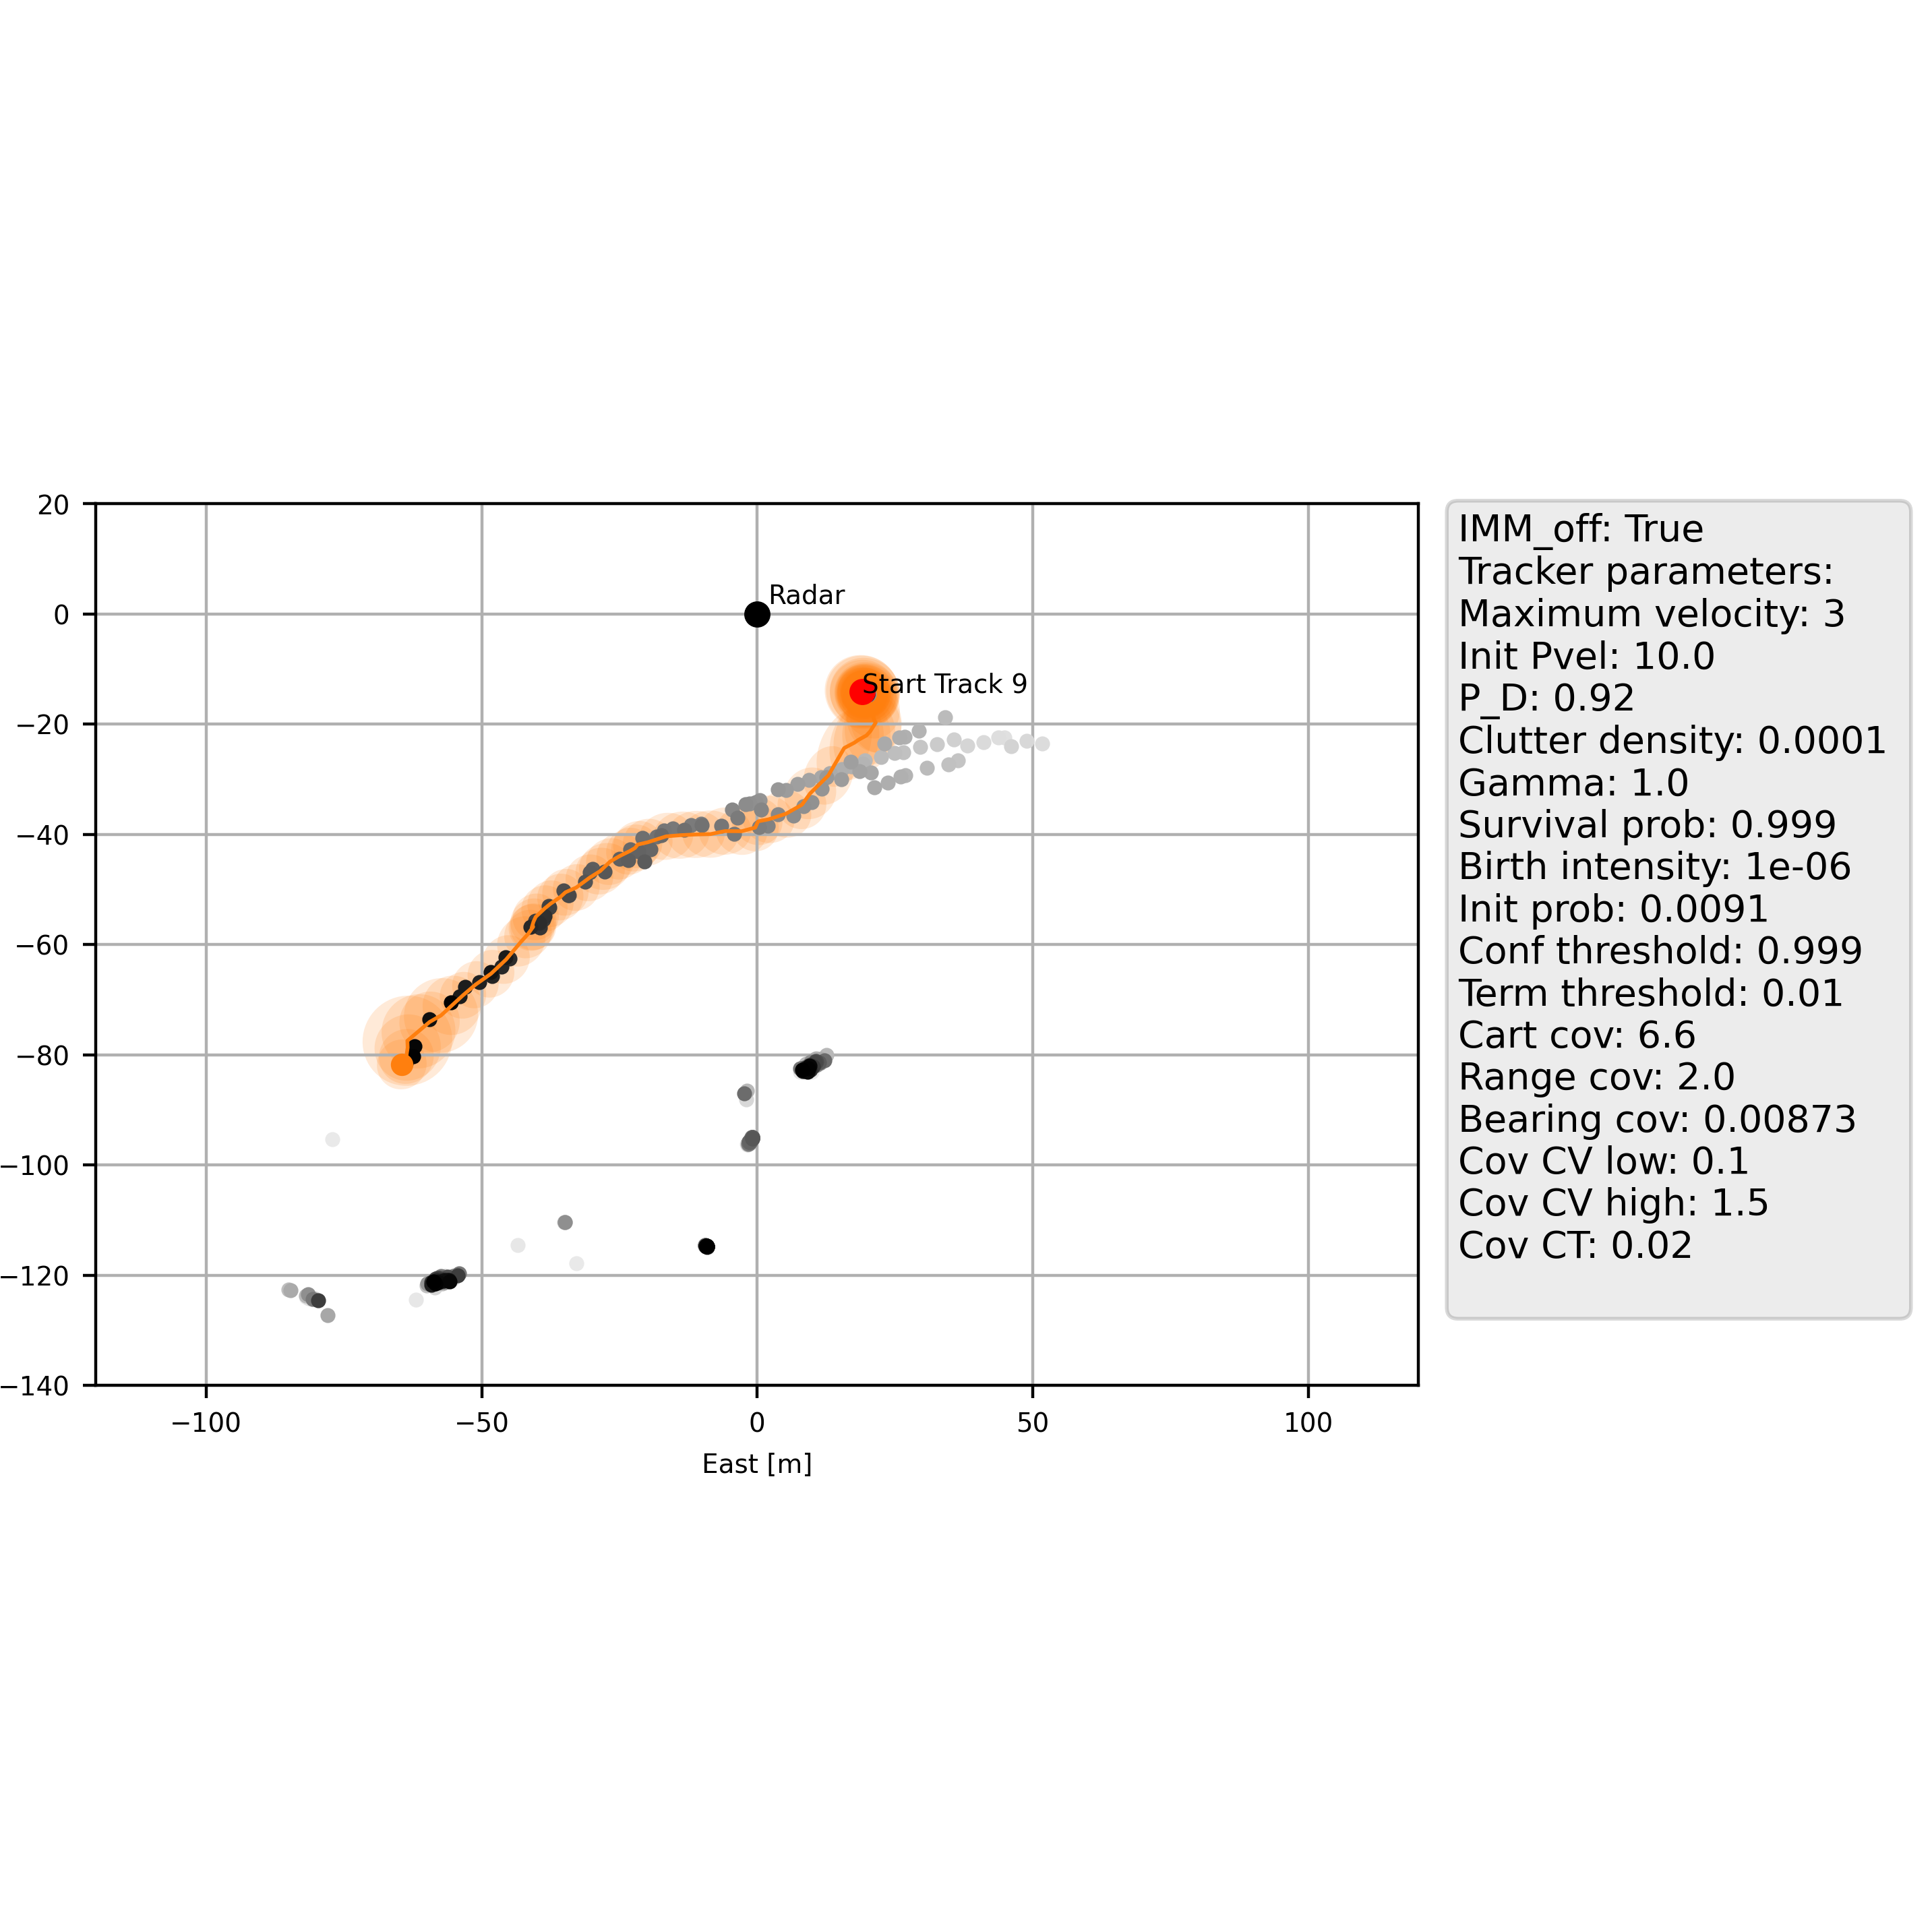 20
0
−20
−40
−60
−80
−100
−120
−140
Radar
Start Track 9
−100
−50
0
50
100
East [m]
IMM_off: True
Tracker parameters:
Maximum velocity: 3
Init Pvel: 10.0
P_D: 0.92
Clutter density: 0.0001
Gamma: 1.0
Survival prob: 0.999
Birth intensity: 1e-06
Init prob: 0.0091
Conf threshold: 0.999
Term threshold: 0.01
Cart cov: 6.6
Range cov: 2.0
Bearing cov: 0.00873
Cov CV low: 0.1
Cov CV high: 1.5
Cov CT: 0.02